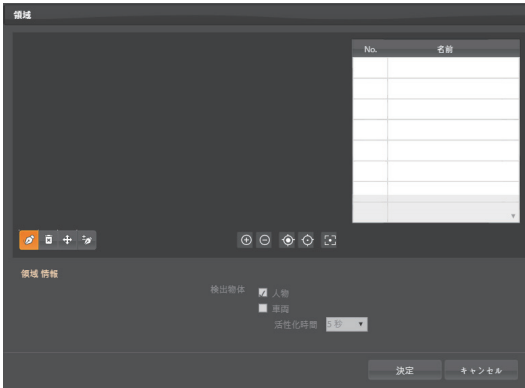 領域
No. 名前
領域 情報
検出物体 人物
車両
活性化時間 5 秒
決定 キャンセル